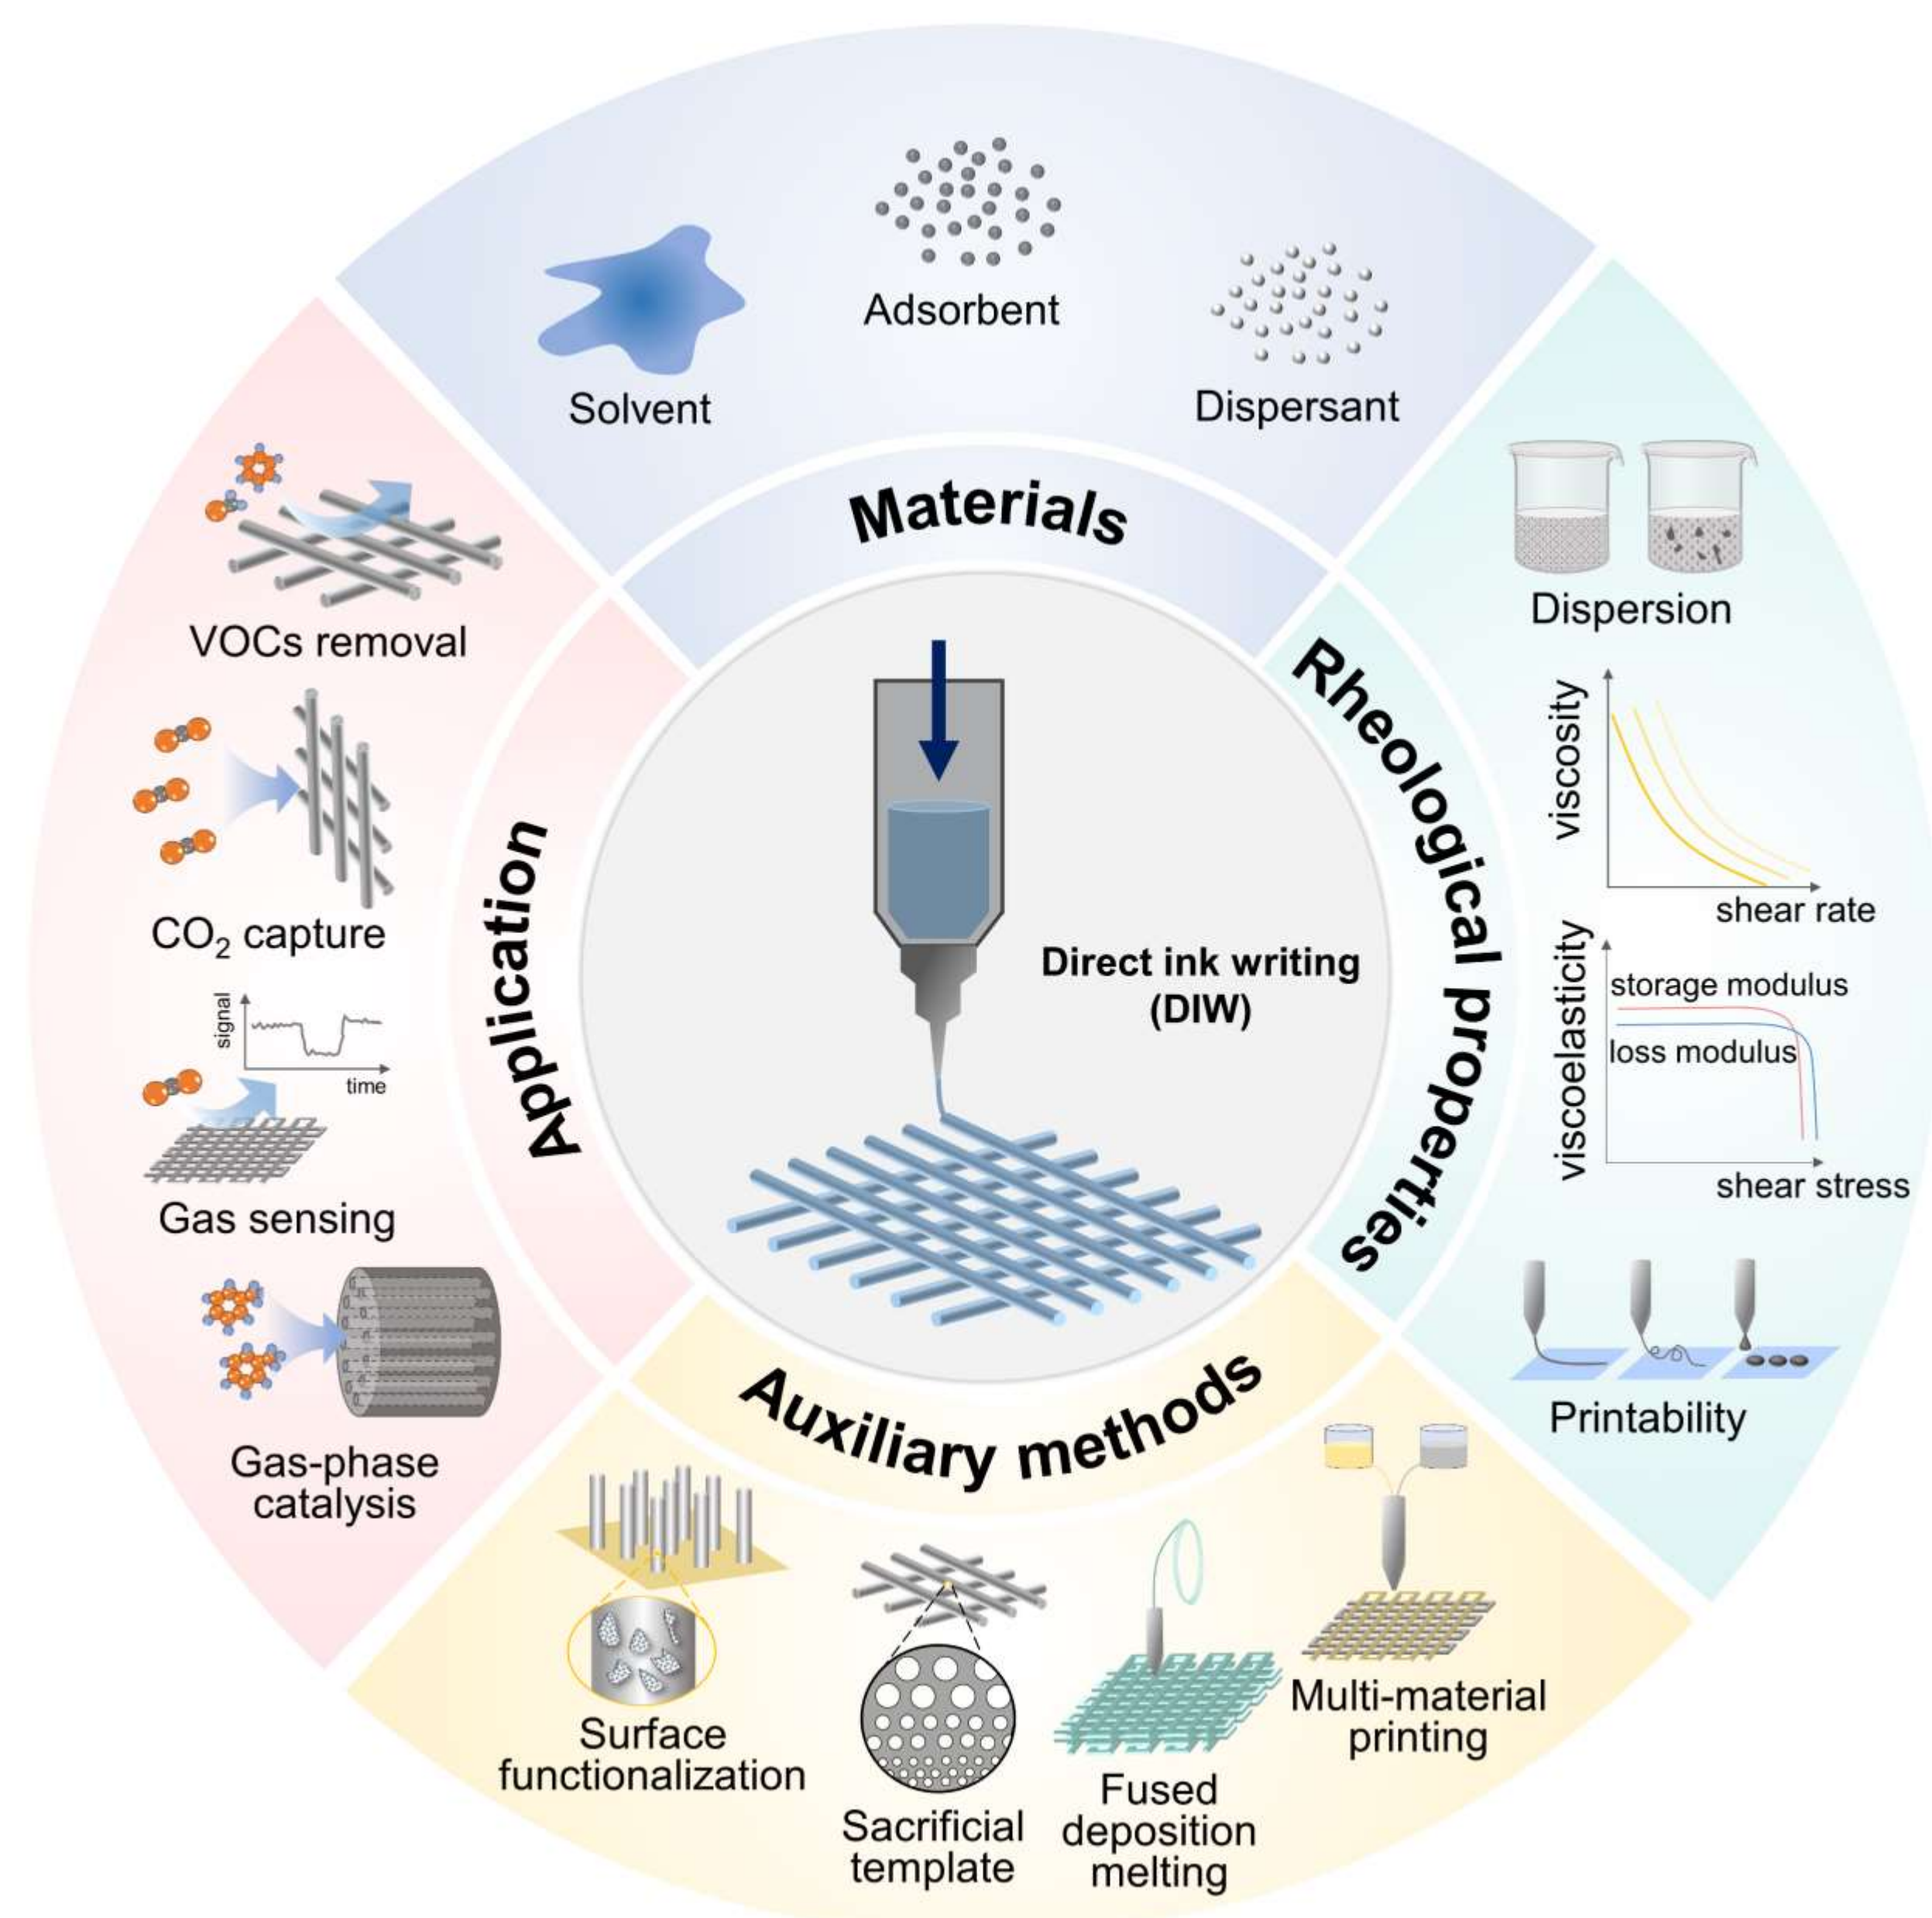 Materials
Solvent
Adsorbent
Dispersant
Rheological properties
Dispersion
viscosity
shear rate
viscoelasticity
storage modulus
loss modulus
shear stress
Printability
Auxiliary methods
Multi-material
printing
Fused
deposition
melting
Sacrificial
template
Surface
functionalization
Application
VOCs removal
CO₂ capture
signal
time
Gas sensing
Gas-phase
catalysis
Direct ink writing
(DIW)